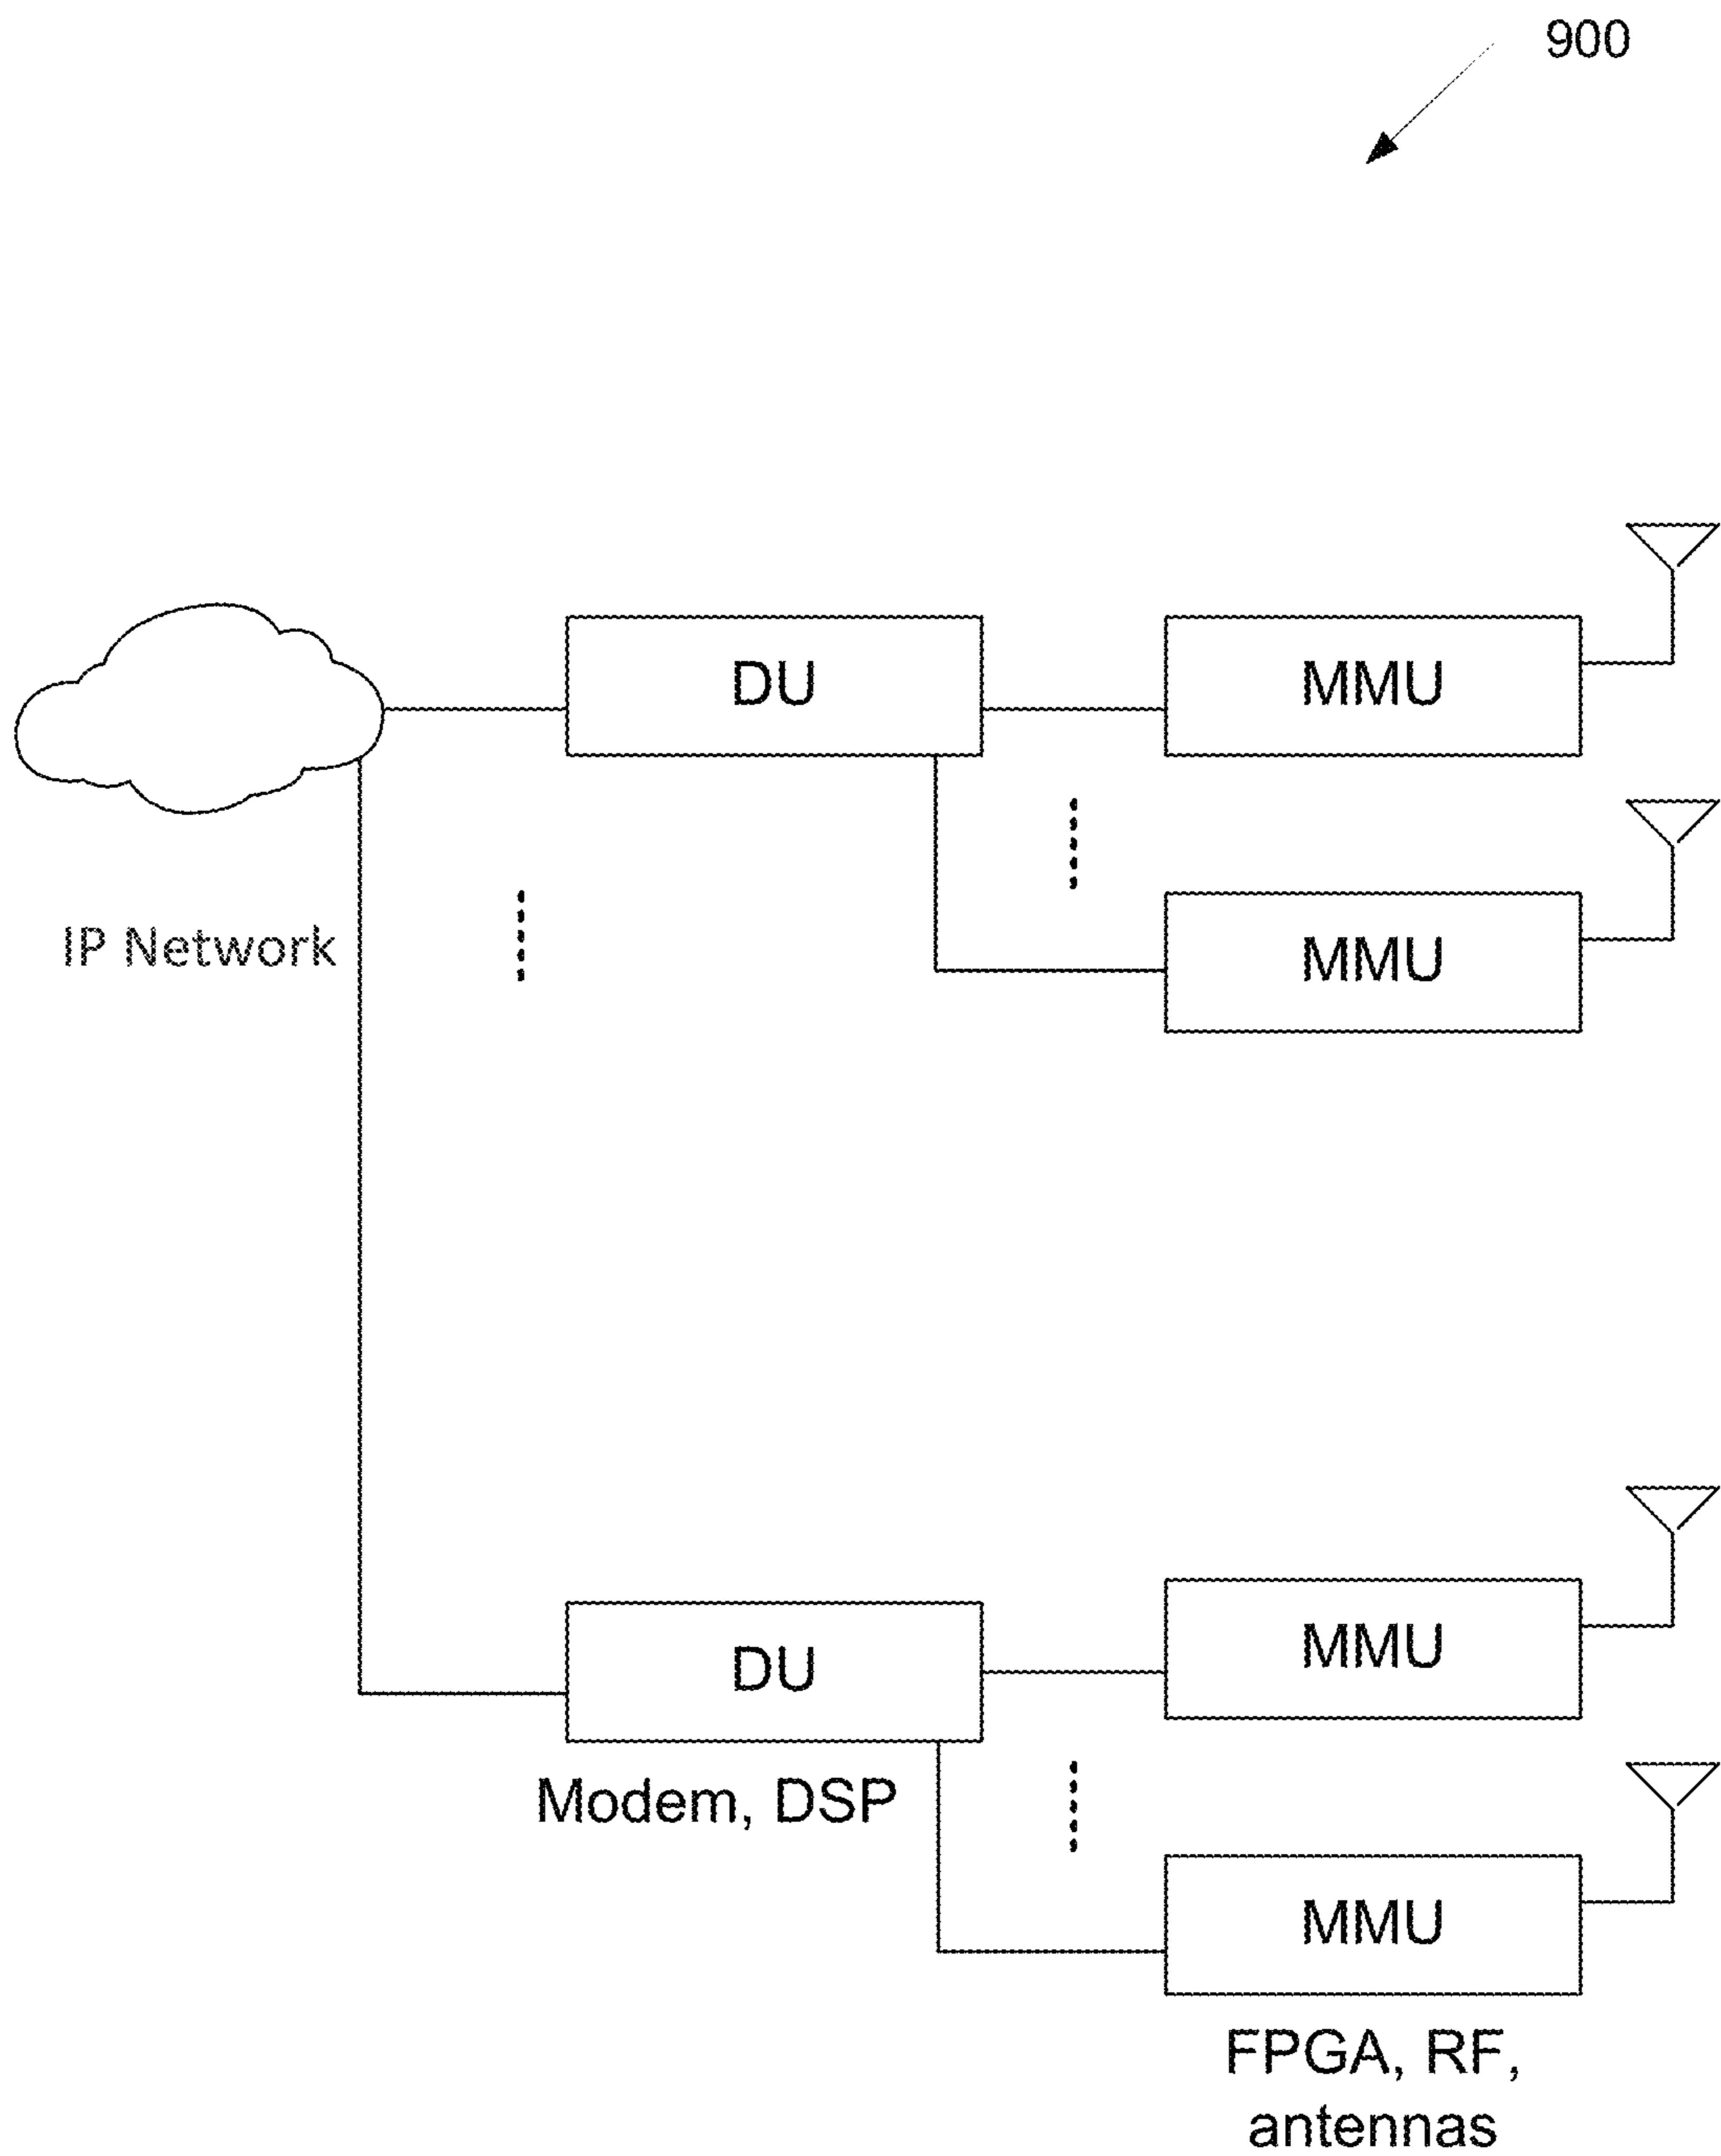 900
DU
MMU
IP Network
MMU
DU
MMU
Modem, DSP
MMU
FPGA, RF,
antennas